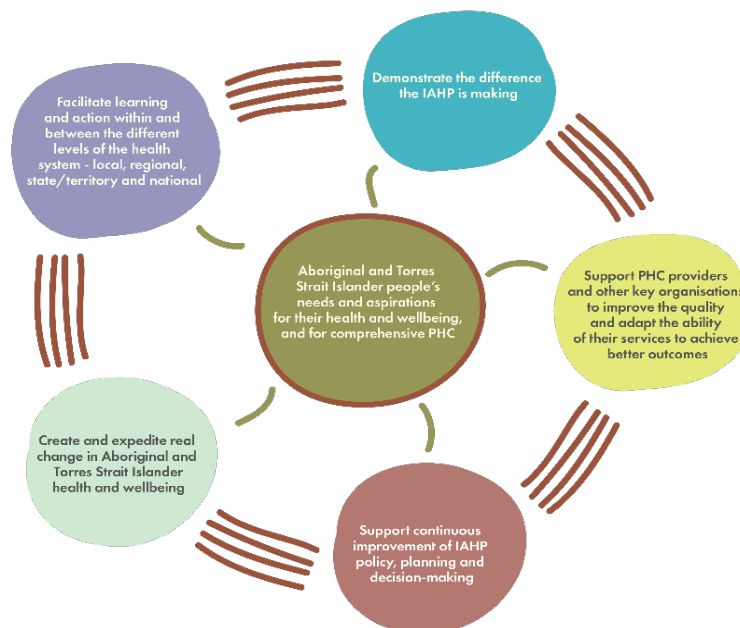 Demonstrate the difference
the IAHP is making
Facilitate learning
and action within and
between the different
levels of the health
system - local, regional,
state/territory and national
Aboriginal and Torres
Strait Islander people's
needs and aspirations
for their health and wellbeing,
and for comprehensive PHC
Support PHC providers
and other key organisations
to improve the quality
and adapt the ability
of their services to achieve
better outcomes
Create and expedite real
change in Aboriginal and
Torres Strait Islander
health and wellbeing
Support continuous
improvement of IAHP
policy, planning and
decision-making